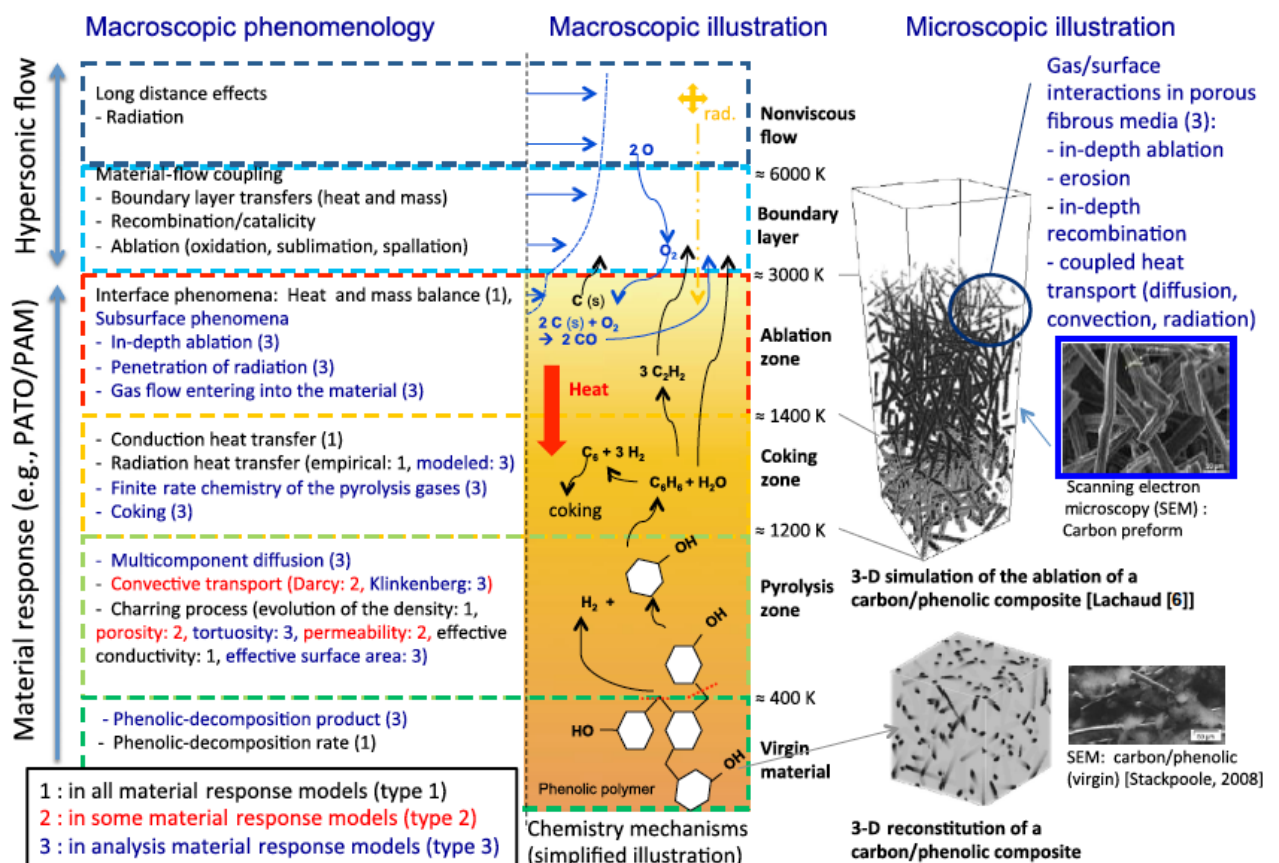 Macroscopic phenomenology
Macroscopic illustration
Microscopic illustration
Hypersonic flow
Material response (e.g., PATO/PAM)
Long distance effects
- Radiation
Material-flow coupling
- Boundary layer transfers (heat and mass)
- Recombination/catalicity
- Ablation (oxidation, sublimation, spallation)
Interface phenomena: Heat and mass balance (1),
Subsurface phenomena
- In-depth ablation (3)
- Penetration of radiation (3)
- Gas flow entering into the material (3)
- Conduction heat transfer (1)
- Radiation heat transfer (empirical: 1, modeled: 3)
- Finite rate chemistry of the pyrolysis gases (3)
- Coking (3)
- Multicomponent diffusion (3)
- Convective transport (Darcy: 2, Klinkenberg: 3)
- Charring process (evolution of the density: 1,
porosity: 2, tortuosity: 3, permeability: 2, effective
conductivity: 1, effective surface area: 3)
- Phenolic-decomposition product (3)
- Phenolic-decomposition rate (1)
1 : in all material response models (type 1)
2 : in some material response models (type 2)
3 : in analysis material response models (type 3)
rad.
2 O
O₂
C (s)
2 C (s) + O₂
→ 2 CO
3 C₂H₂
Heat
C₆ + 3 H₂
C₆H₆ + H₂O
coking
OH
H₂ +
OH
HO
OH
Phenolic polymer
Chemistry mechanisms
(simplified illustration)
Nonviscous
flow
≈ 6000 K
Boundary
layer
≈ 3000 K
Ablation
zone
≈ 1400 K
Coking
zone
≈ 1200 K
Pyrolysis
zone
≈ 400 K
Virgin
material
Gas/surface
interactions in porous
fibrous media (3):
- in-depth ablation
- erosion
- in-depth
recombination
- coupled heat
transport (diffusion,
convection, radiation)
Scanning electron
microscopy (SEM) :
Carbon preform
3-D simulation of the ablation of a
carbon/phenolic composite [Lachaud [6]]
SEM: carbon/phenolic
(virgin) [Stackpoole, 2008]
3-D reconstitution of a
carbon/phenolic composite